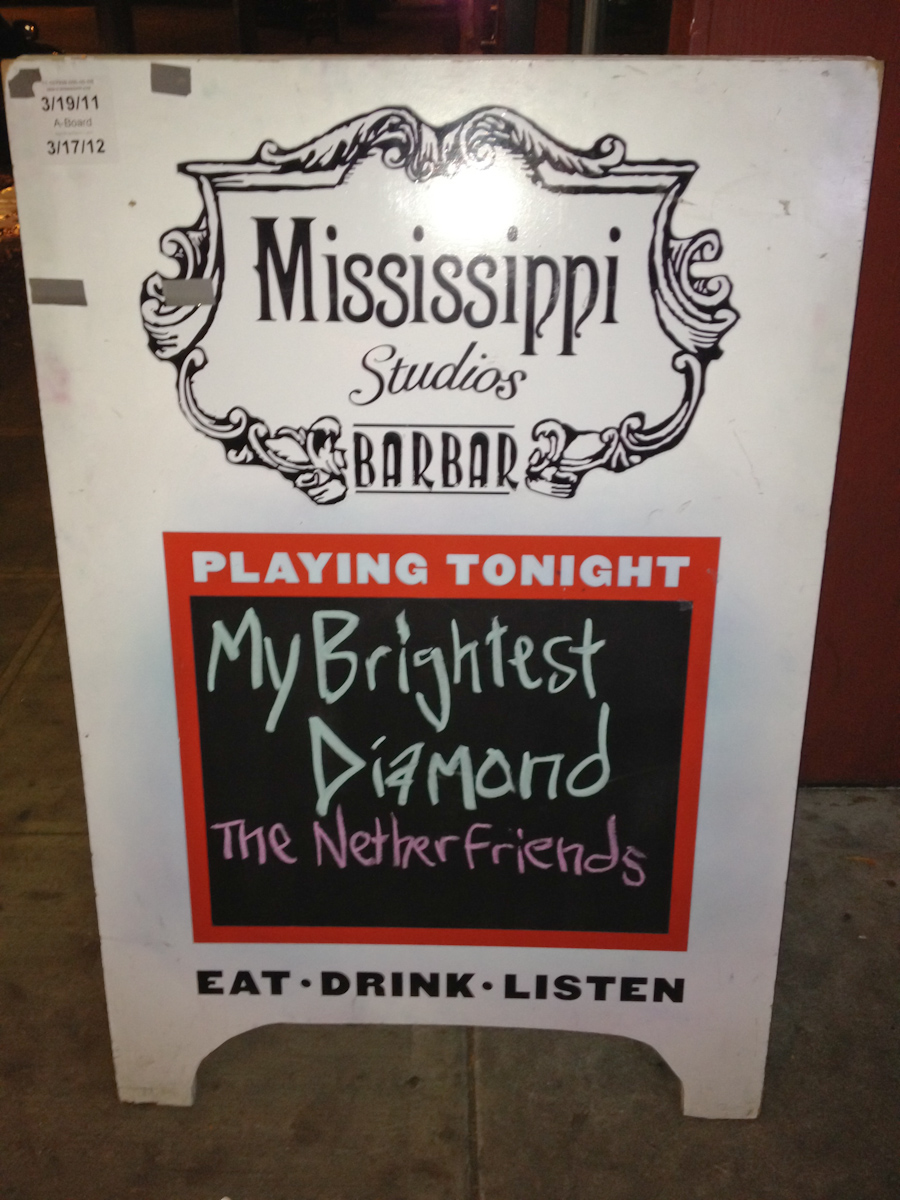 3/19/11
A-Board
3/17/12
Mississippi
Studios
BARBAR
PLAYING TONIGHT
My Brightest
Diamond
The Netherfriends
EAT · DRINK · LISTEN